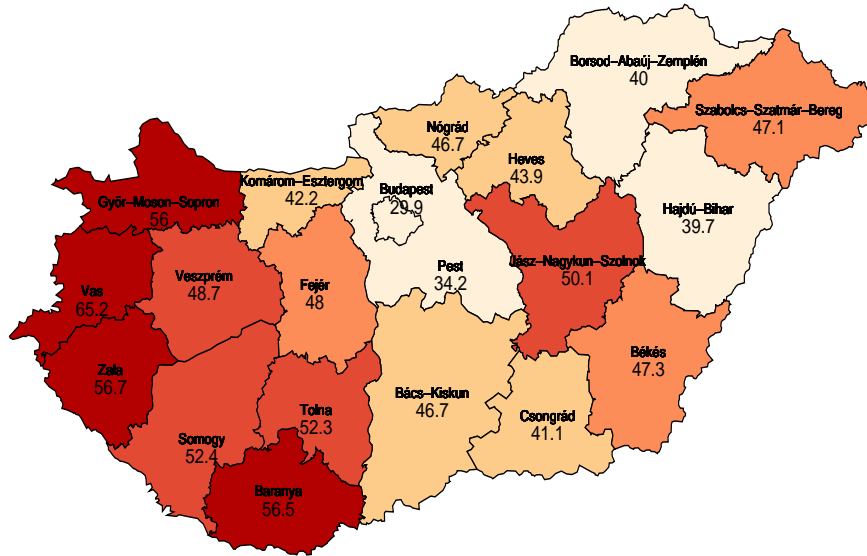 Borsod–Abaúj–Zemplén
40
Szabolcs–Szatmár–Bereg
47.1
Nógrád
46.7
Heves
43.9
Komárom–Esztergom
42.2
Budapest
29.9
Györ–Moson–Sopron
56
Hajdú–Bihar
39.7
Jász–Nagykun–Szolnok
50.1
Pest
34.2
Veszprém
48.7
Fejér
48
Vas
65.2
Békés
47.3
Zala
56.7
Bács–Kiskun
46.7
Tolna
52.3
Csongrád
41.1
Somogy
52.4
Baranya
56.5